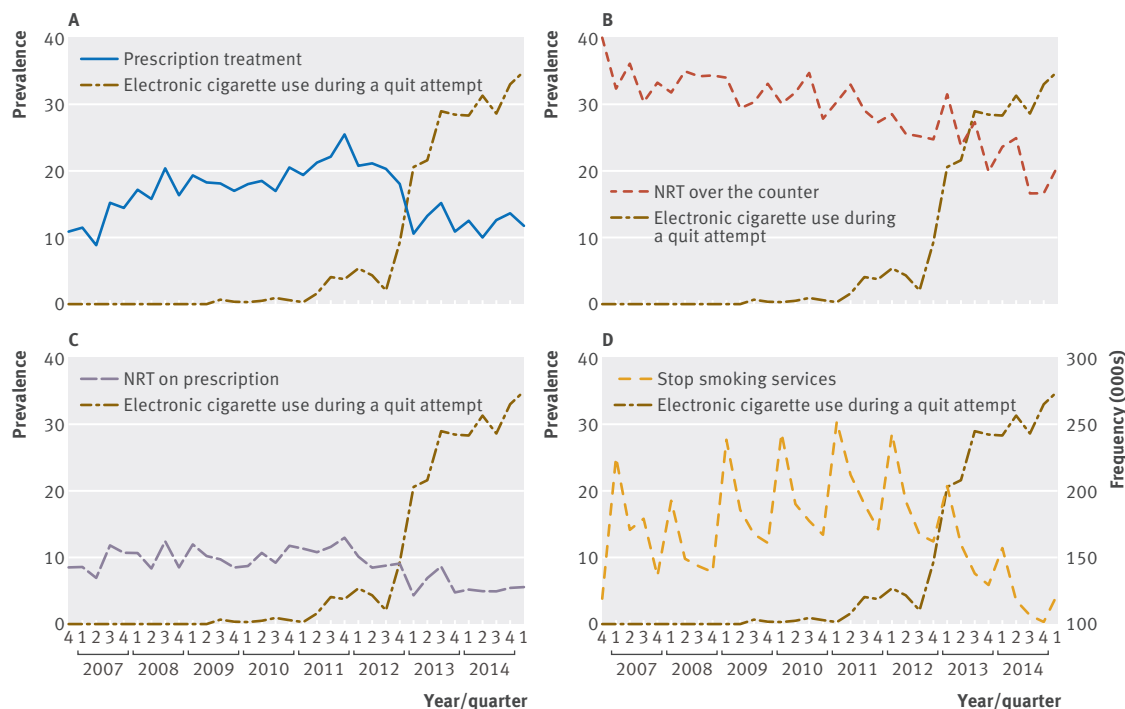 A
Prevalence
40
30
20
10
0
Prescription treatment
Electronic cigarette use during a quit attempt
B
Prevalence
40
30
20
10
0
NRT over the counter
Electronic cigarette use during
a quit attempt
C
Prevalence
40
30
20
10
0
NRT on prescription
Electronic cigarette use during a quit attempt
4 1 2 3 4 1 2 3 4 1 2 3 4 1 2 3 4 1 2 3 4 1 2 3 4 1 2 3 4 1 2 3 4 1
2007 2008 2009 2010 2011 2012 2013 2014
Year/quarter
D
Prevalence
40
30
20
10
0
Stop smoking services
Electronic cigarette use during a quit attempt
300
250
200
150
100
Frequency (000s)
4 1 2 3 4 1 2 3 4 1 2 3 4 1 2 3 4 1 2 3 4 1 2 3 4 1 2 3 4 1 2 3 4 1
2007 2008 2009 2010 2011 2012 2013 2014
Year/quarter